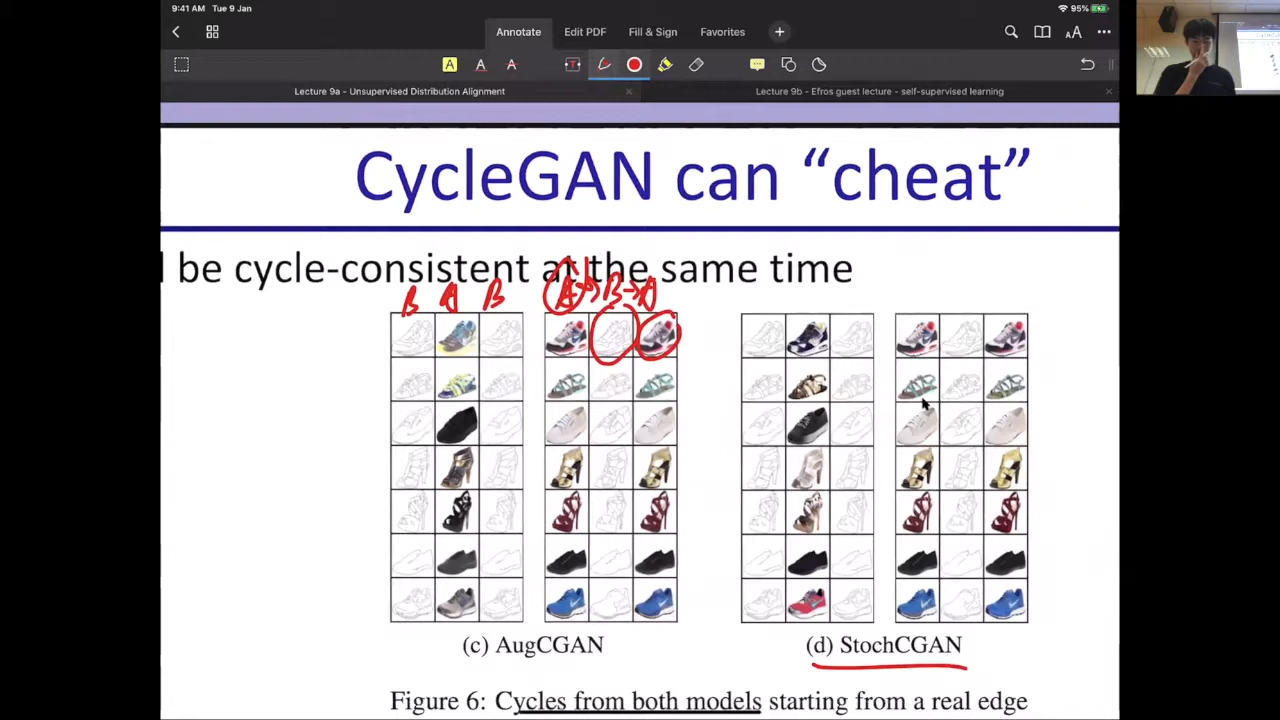 9:41 AM Tue 9 Jan
95%
Annotate Edit PDF Fill & Sign Favorites
AA
A A A T
Lecture 9a - Unsupervised Distribution Alignment
Lecture 9b - Efros guest lecture - self-supervised learning
CycleGAN can “cheat”
l be cycle-consistent at the same time
B A B A → B → A
(c) AugCGAN
(d) StochCGAN
Figure 6: Cycles from both models starting from a real edge